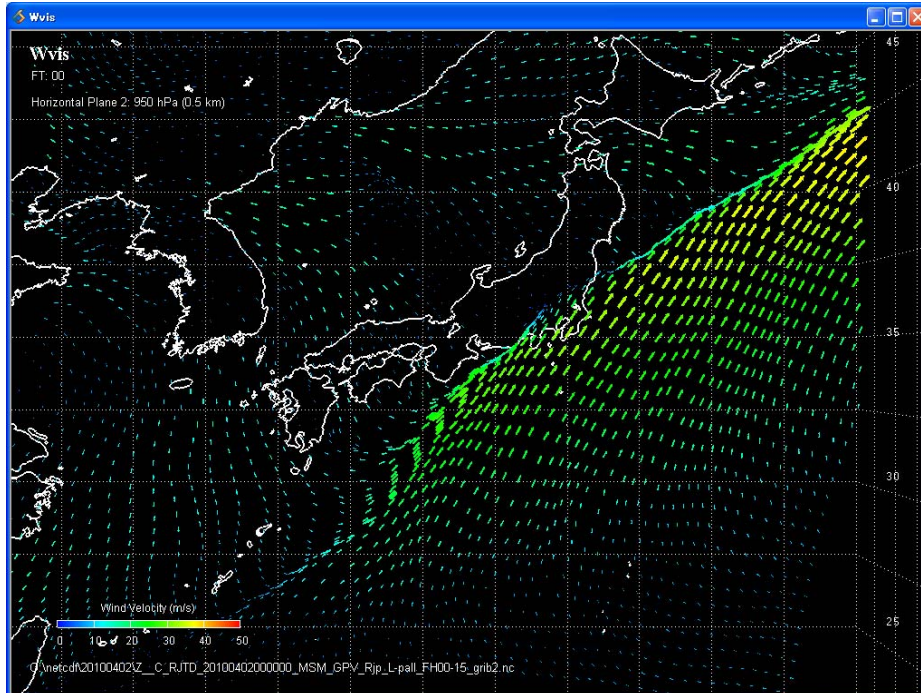 Wvis
Wvis
FT: 00
Horizontal Plane 2: 950 hPa (0.5 km)
45
40
35
30
25
Wind Velocity (m/s)
0 10 20 30 40 50
G:\netcdf\20100402\Z__C_RJTD_20100402000000_MSM_GPV_Rjp_L-pall_FH00-15_grib2.nc